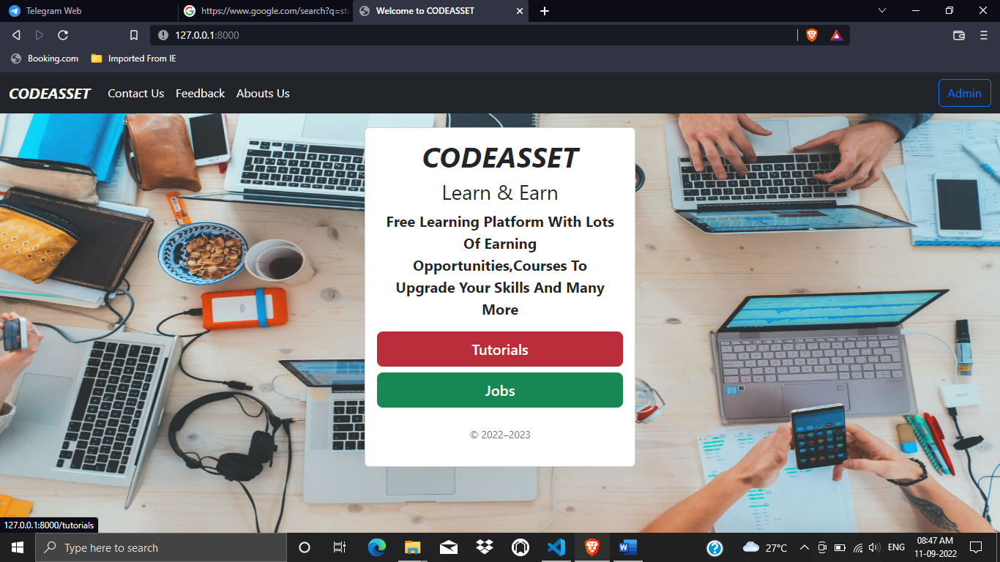 Telegram Web
https://www.google.com/search?q=sta
Welcome to CODEASSET
127.0.0.1:8000
Booking.com
Imported From IE
CODEASSET Contact Us Feedback Abouts Us Admin
CODEASSET
Learn & Earn
Free Learning Platform With Lots
Of Earning
Opportunities,Courses To
Upgrade Your Skills And Many
More
Tutorials
Jobs
© 2022–2023
127.0.0.1:8000/tutorials
Type here to search
27°C
ENG
08:47 AM
11-09-2022